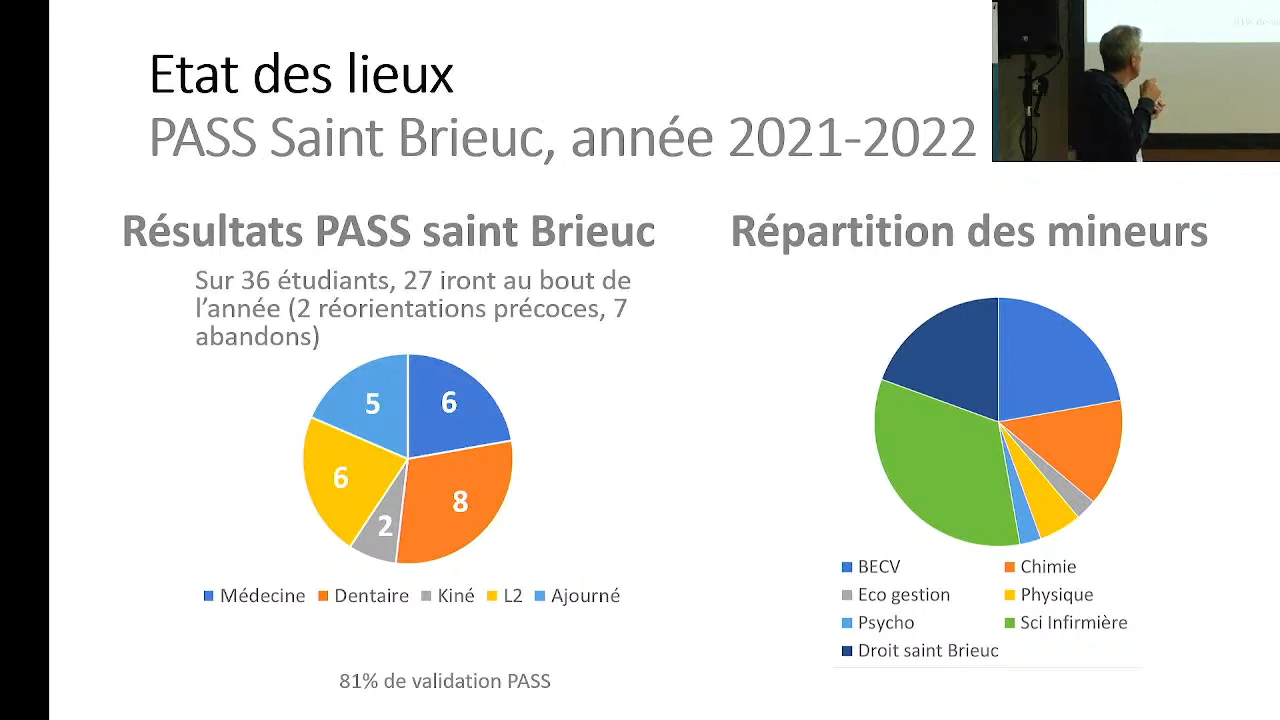 Etat des lieux
PASS Saint Brieuc, année 2021-2022
Résultats PASS saint Brieuc
Sur 36 étudiants, 27 iront au bout de
l'année (2 réorientations précoces, 7
abandons)
5
6
6
8
2
Médecine
Dentaire
Kiné
L2
Ajourné
81% de validation PASS
Répartition des mineurs
BECV
Chimie
Eco gestion
Physique
Psycho
Sci Infirmière
Droit saint Brieuc